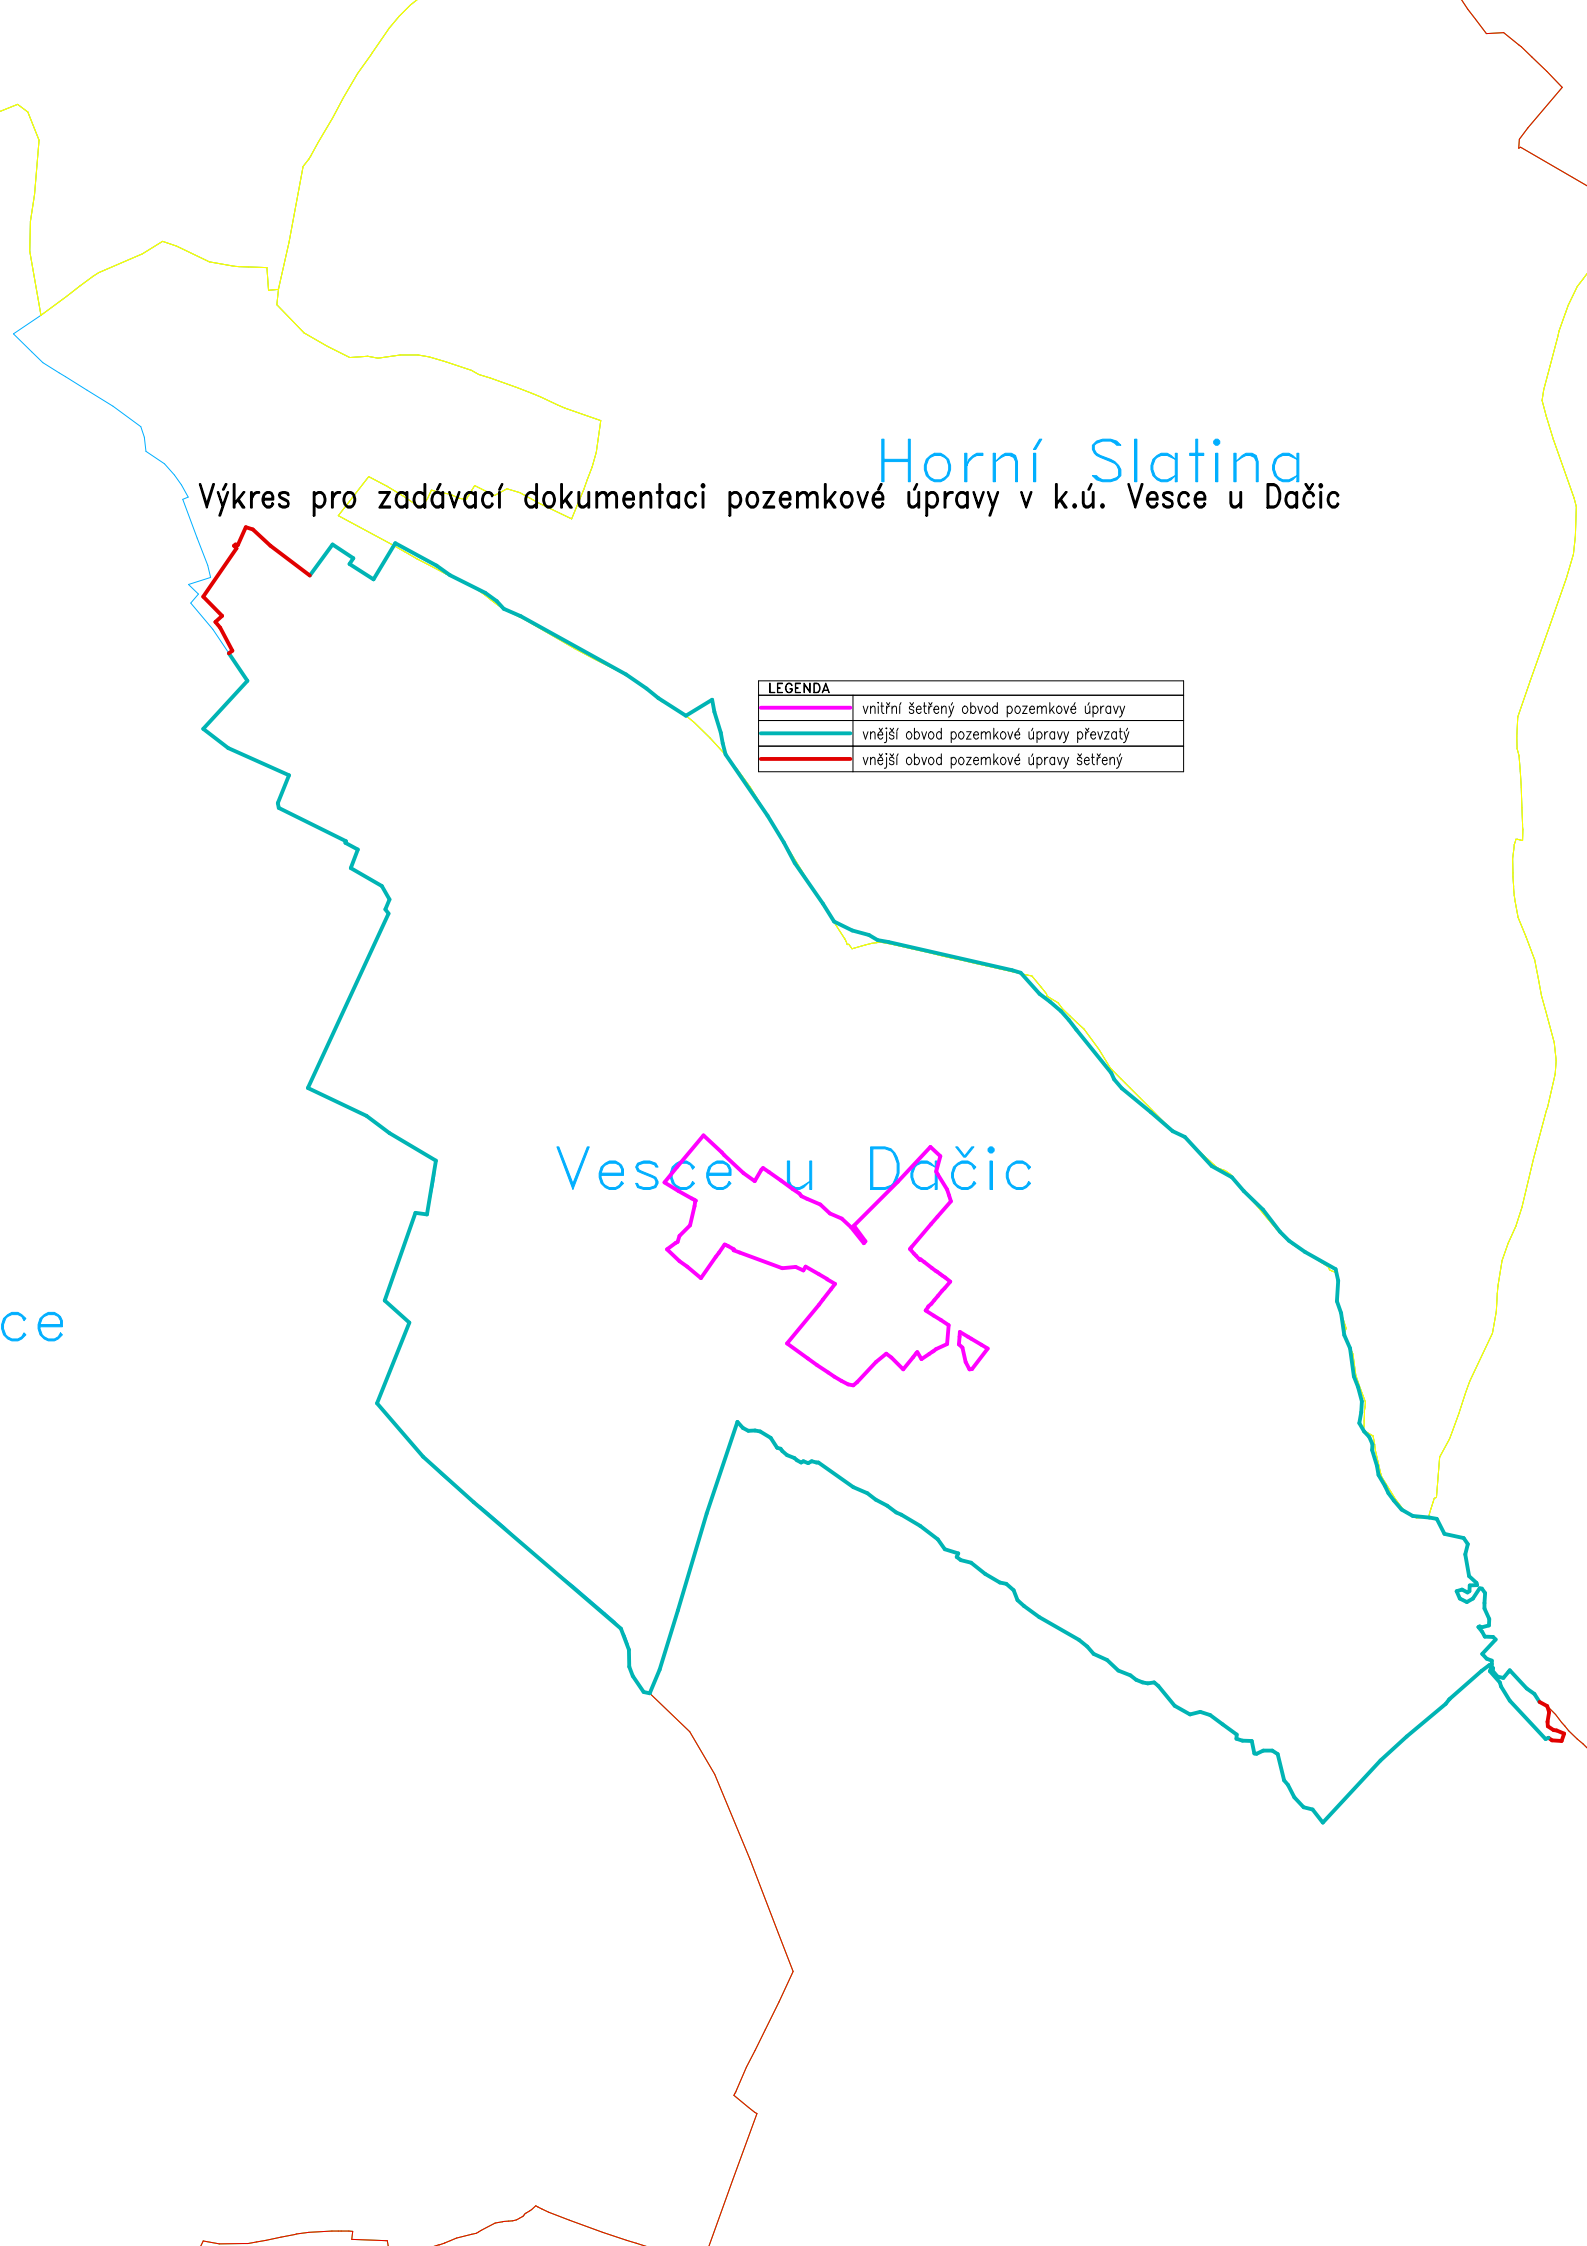 Horní Slatina
Výkres pro zadávací dokumentaci pozemkové úpravy v k.ú. Vesce u Dačic
LEGENDA
vnitřní šetřený obvod pozemkové úpravy
vnější obvod pozemkové úpravy převzatý
vnější obvod pozemkové úpravy šetřený
Vesce u Dačic
ce